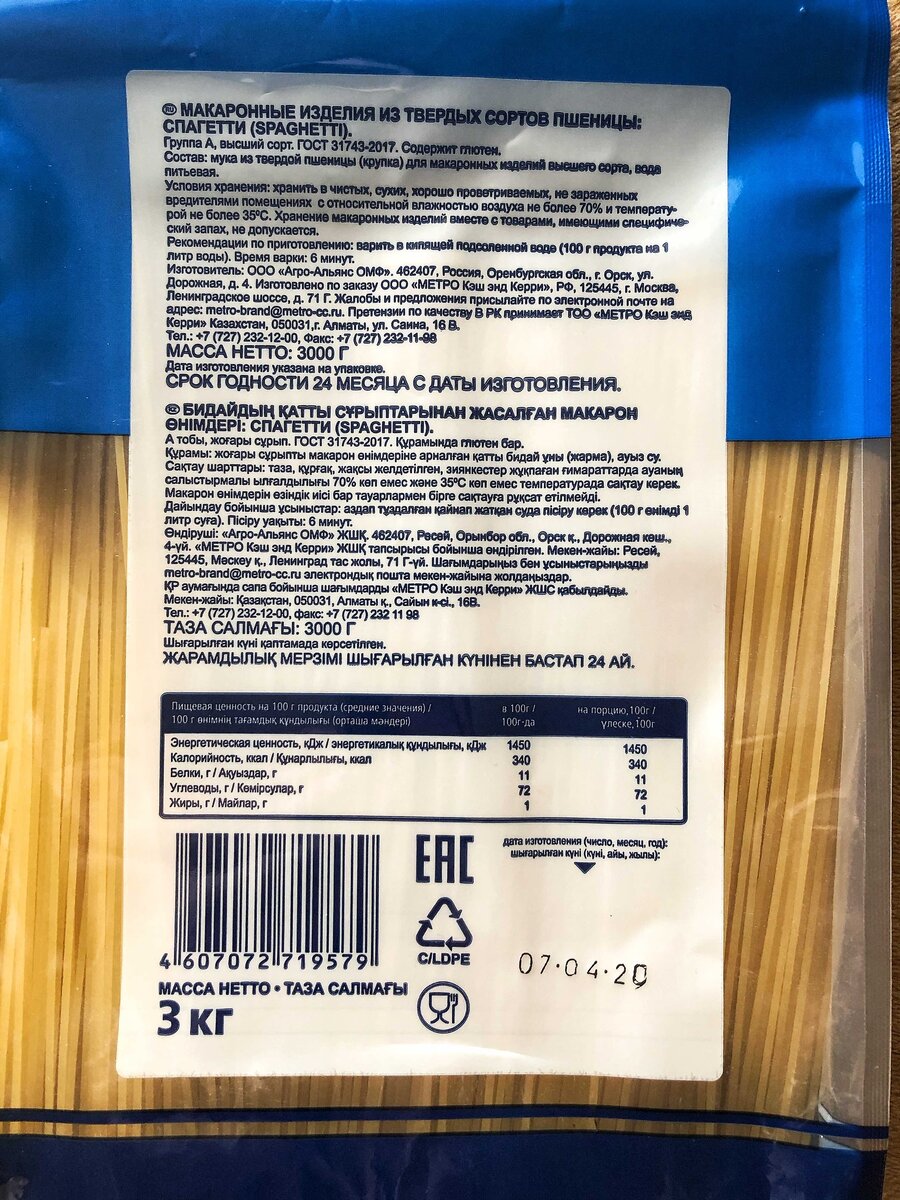 RU МАКАРОННЫЕ ИЗДЕЛИЯ ИЗ ТВЕРДЫХ СОРТОВ ПШЕНИЦЫ:
СПАГЕТТИ (SPAGHETTI).
Группа А, высший сорт. ГОСТ 31743-2017. Содержит глютен.
Состав: мука из твердой пшеницы (крупка) для макаронных изделий высшего сорта, вода
питьевая.
Условия хранения: хранить в чистых, сухих, хорошо проветриваемых, не зараженных
вредителями помещениях с относительной влажностью воздуха не более 70% и температу-
рой не более 35°С. Хранение макаронных изделий вместе с товарами, имеющими специфиче-
ский запах, не допускается.
Рекомендации по приготовлению: варить в кипящей подсоленной воде (100 г продукта на 1
литр воды). Время варки: 6 минут.
Изготовитель: ООО «Агро-Альянс ОМФ». 462407, Россия, Оренбургская обл., г. Орск, ул.
Дорожная, д. 4. Изготовлено по заказу ООО «МЕТРО Кэш энд Керри», РФ, 125445, г. Москва,
Ленинградское шоссе, д. 71 Г. Жалобы и предложения присылайте по электронной почте на
адрес: metro-brand@metro-cc.ru. Претензии по качеству В РК принимает ТОО «МЕТРО Кэш энд
Керри» Казахстан, 050031,г. Алматы, ул. Саина, 16 В.
Тел.: +7 (727) 232-12-00, Факс: +7 (727) 232-11-98
МАССА НЕТТО: 3000 Г
Дата изготовления указана на упаковке.
СРОК ГОДНОСТИ 24 МЕСЯЦА С ДАТЫ ИЗГОТОВЛЕНИЯ.
KZ БИДАЙДЫҢ ҚАТТЫ СҰРЫПТАРЫНАН ЖАСАЛҒАН МАКАРОН
ӨНІМДЕРІ: СПАГЕТТИ (SPAGHETTI).
А тобы, жоғары сұрып. ГОСТ 31743-2017. Құрамында глютен бар.
Құрамы: жоғары сұрыпты макарон өнімдеріне арналған қатты бидай ұны (жарма), ауыз су.
Сақтау шарттары: таза, құрғақ, жақсы желдетілген, зиянкестер жұқпаған ғимараттарда ауаның
салыстырмалы ылғалдылығы 70% көп емес және 35°С көп емес температурада сақтау керек.
Макарон өнімдерін өзіндік иісі бар тауарлармен бірге сақтауға рұқсат етілмейді.
Дайындау бойынша ұсыныстар: аздап тұздалған қайнап жатқан суда пісіру керек (100 г өнімді 1
литр суға). Пісіру уақыты: 6 минут.
Өндіруші: «Агро-Альянс ОМФ» ЖШҚ. 462407, Ресей, Орынбор обл., Орск қ., Дорожная көш.,
4-үй. «МЕТРО Кэш энд Керри» ЖШҚ тапсырысы бойынша өндірілген. Мекен-жайы: Ресей,
125445, Мәскеу қ., Ленинград тас жолы, 71 Г-үй. Шағымдарыңыз бен ұсыныстарыңызды
metro-brand@metro-cc.ru электрондық пошта мекен-жайына жолдаңыздар.
ҚР аумағында сапа бойынша шағымдарды «МЕТРО Кэш энд Керри» ЖШС қабылдайды.
Мекен-жайы: Қазақстан, 050031, Алматы қ., Сайын к-сі., 16В.
Тел.: +7 (727) 232-12-00, факс: +7 (727) 232 11 98
ТАЗА САЛМАҒЫ: 3000 Г
Шығарылған күні қаптамада көрсетілген.
ЖАРАМДЫЛЫҚ МЕРЗІМІ ШЫҒАРЫЛҒАН КҮНІНЕН БАСТАП 24 АЙ.
Пищевая ценность на 100 г продукта (средние значения) / в 100г / на порцию,100г /
100 г өнімнің тағамдық құндылығы (орташа мәндері) 100г-да үлеске,100г
Энергетическая ценность, кДж / энергетикалық құндылығы, кДж 1450 1450
Калорийность, ккал / Құнарлылығы, ккал 340 340
Белки, г / Ақуыздар, г 11 11
Углеводы, г / Көмірсулар, г 72 72
Жиры, г / Майлар, г 1 1
EAC
дата изготовления (число, месяц, год):
шығарылған күні (күні, айы, жылы):
C/LDPE
07.04.20
4 607072 719579
МАССА НЕТТО • ТАЗА САЛМАҒЫ
3 кг